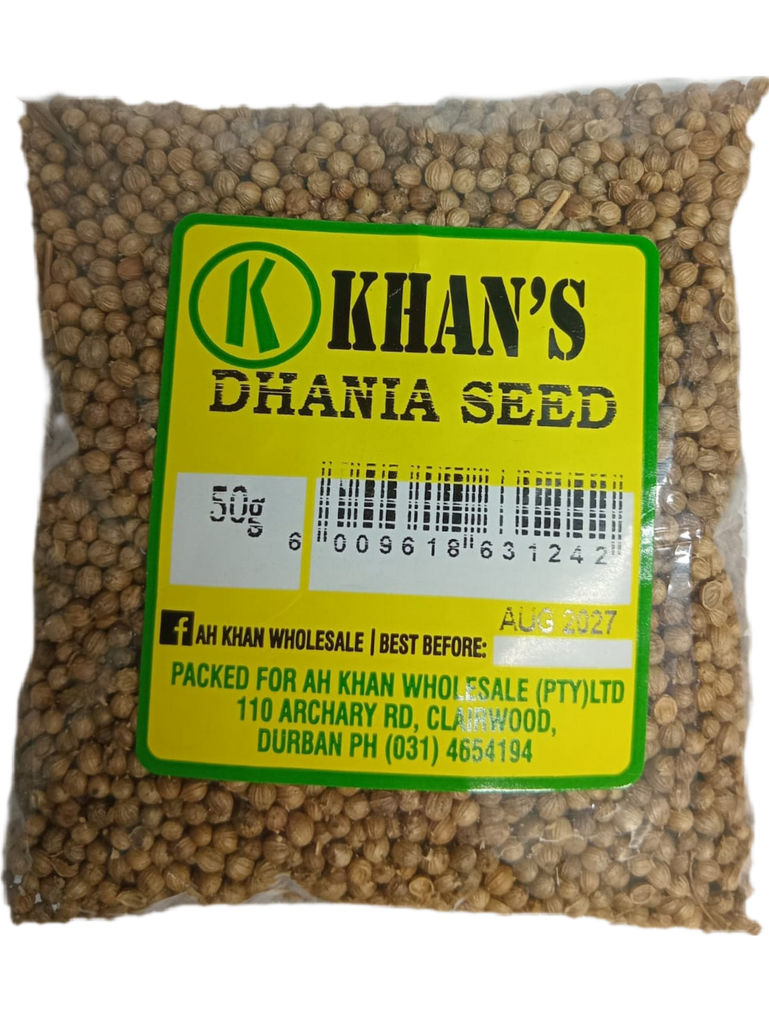 K KHAN'S
DHANIA SEED
50g
6 009618 631242
AUG 2027
f AH KHAN WHOLESALE | BEST BEFORE:
PACKED FOR AH KHAN WHOLESALE (PTY)LTD
110 ARCHARY RD, CLAIRWOOD,
DURBAN PH (031) 4654194